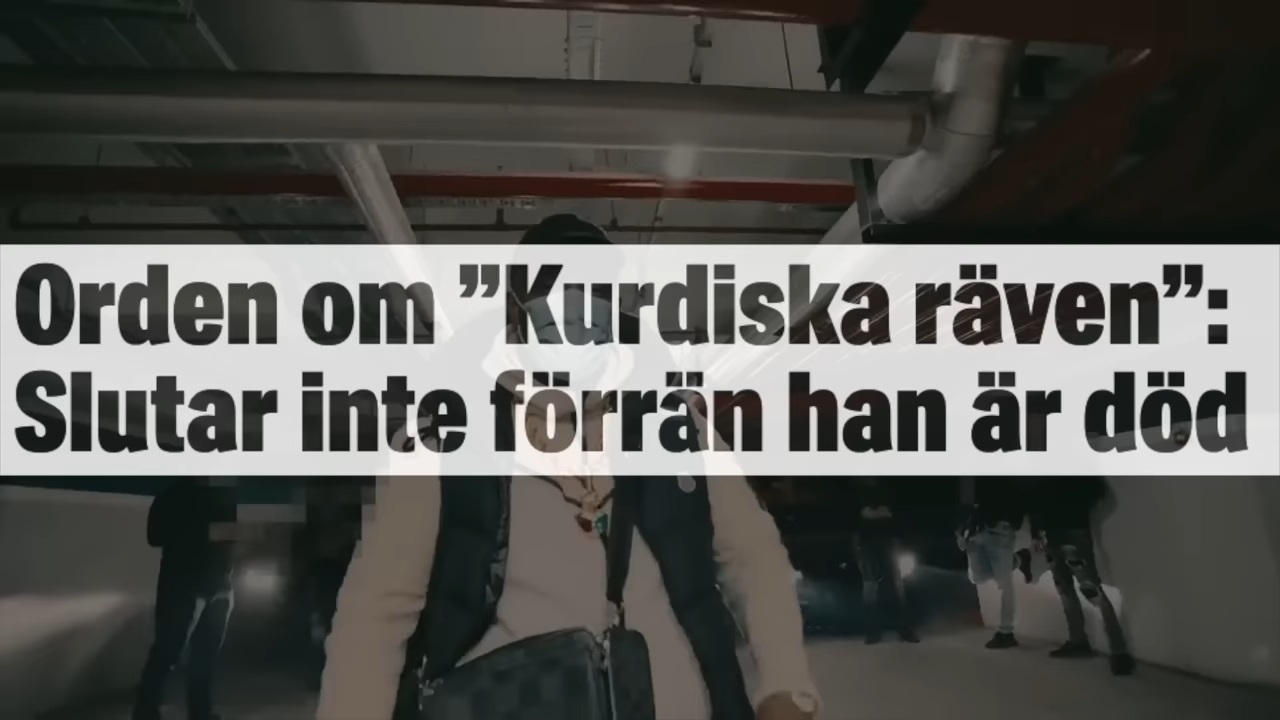 Orden om ”Kurdiska räven”:
Slutar inte förrän han är död